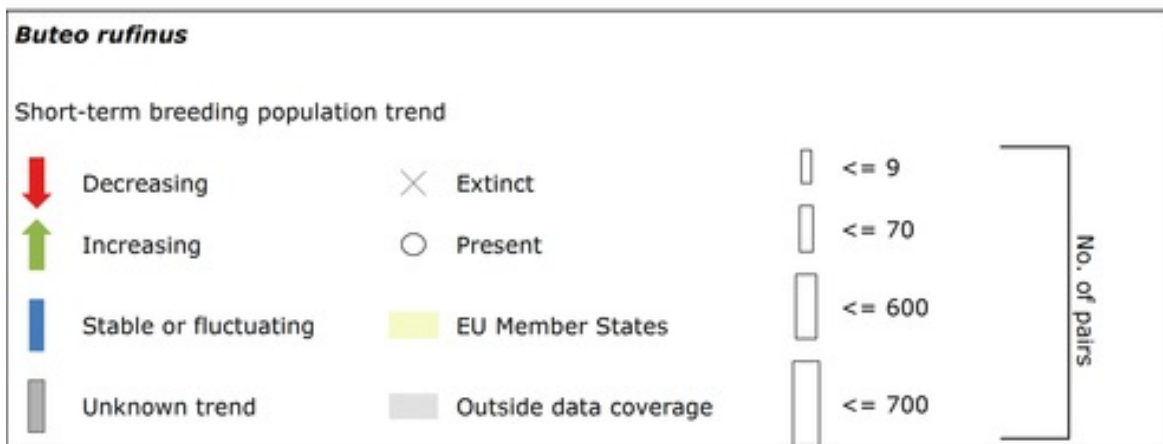 Buteo rufinus
Short-term breeding population trend
Decreasing
Extinct
<= 9
Increasing
Present
<= 70
Stable or fluctuating
EU Member States
<= 600
Unknown trend
Outside data coverage
<= 700
No. of pairs